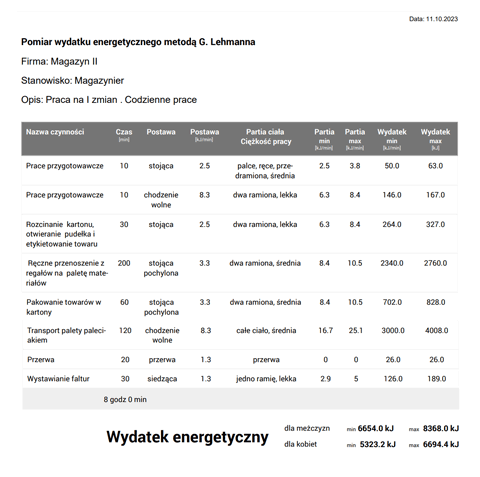 Data: 11.10.2023
Pomiar wydatku energetycznego metodą G. Lehmanna
Firma: Magazyn II
Stanowisko: Magazynier
Opis: Praca na I zmian . Codzienne prace
Nazwa czynności Czas Postawa Postawa Partia ciała Partia Partia Wydatek Wydatek
[min] [kJ/min] Ciężkość pracy min max min max
[kJ/min] [kJ/min] [kJ/min] [kJ]
Prace przygotowawcze 10 stojąca 2.5 palce, ręce, prze- 2.5 3.8 50.0 63.0
dramiona, średnia
Prace przygotowawcze 10 chodzenie 8.3 dwa ramiona, lekka 6.3 8.4 146.0 167.0
wolne
Rozcinanie kartonu, 30 stojąca 2.5 dwa ramiona, lekka 6.3 8.4 264.0 327.0
otwieranie pudełka i
etykietowanie towaru
Ręczne przenoszenie z 200 stojąca 3.3 dwa ramiona, średnia 8.4 10.5 2340.0 2760.0
regałów na paletę mate- pochylona
riałów
Pakowanie towarów w 60 stojąca 3.3 dwa ramiona, średnia 8.4 10.5 702.0 828.0
kartony pochylona
Transport palety paleci- 120 chodzenie 8.3 całe ciało, średnia 16.7 25.1 3000.0 4008.0
akiem wolne
Przerwa 20 przerwa 1.3 przerwa 0 0 26.0 26.0
Wystawianie faltur 30 siedząca 1.3 jedno ramię, lekka 2.9 5 126.0 189.0
8 godz 0 min
Wydatek energetyczny
dla meżczyzn min 6654.0 kJ max 8368.0 kJ
dla kobiet min 5323.2 kJ max 6694.4 kJ